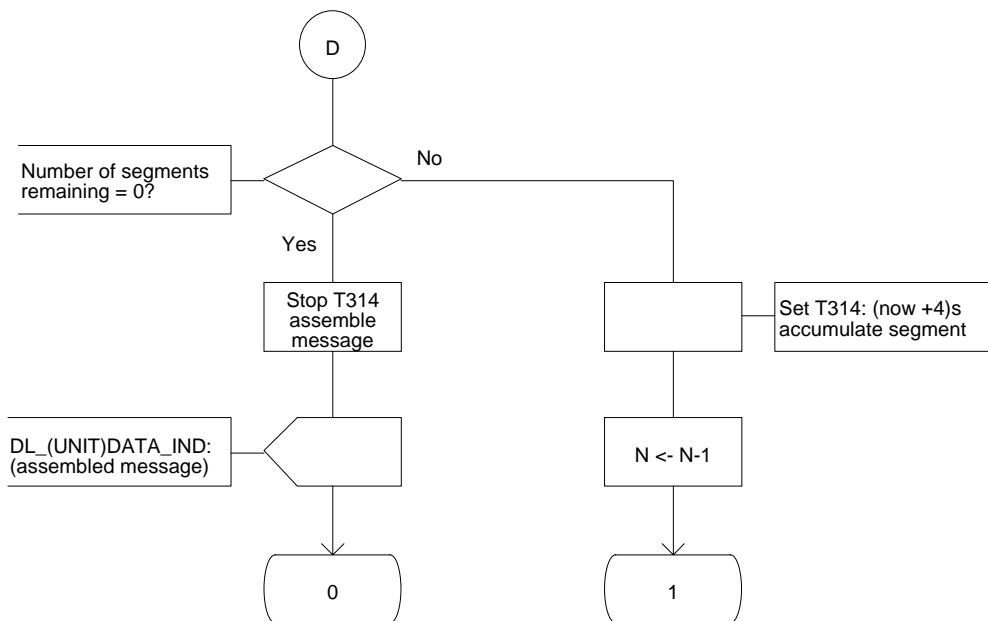 D
Number of segments
remaining = 0?
No
Yes
Stop T314
assemble
message
Set T314: (now +4)s
accumulate segment
DL_(UNIT)DATA_IND:
(assembled message)
N <- N-1
0
1